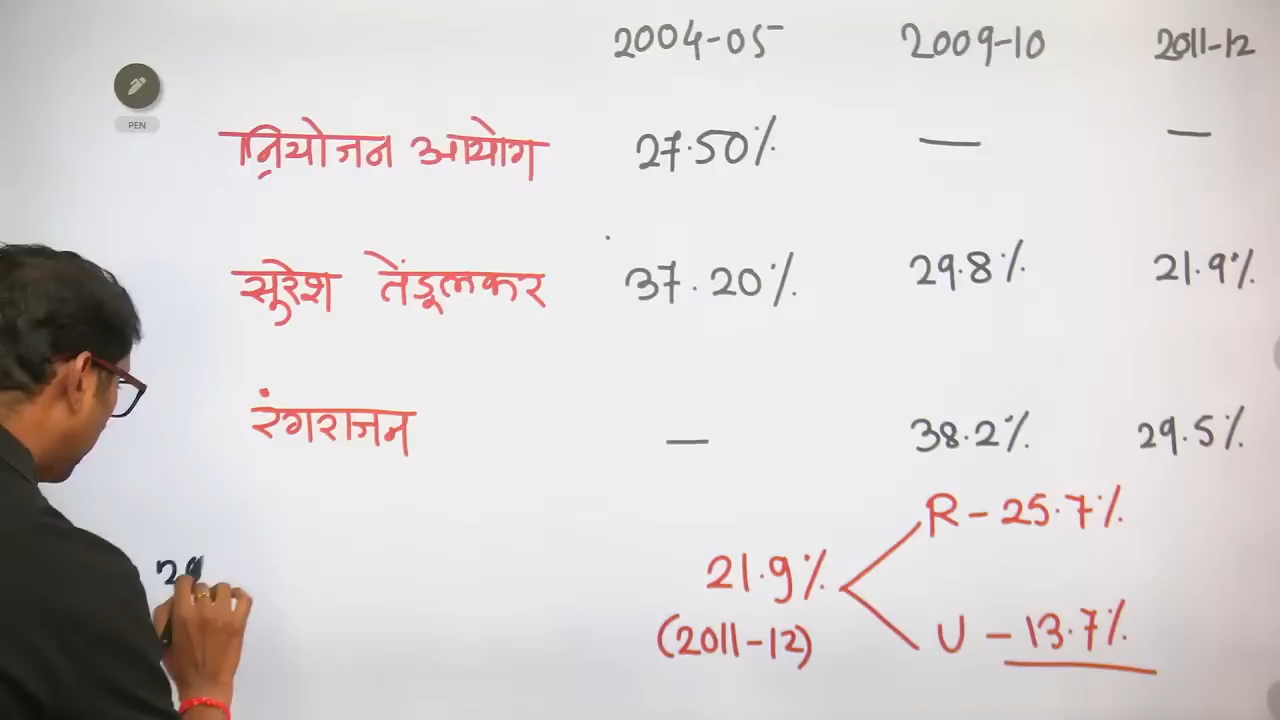 2004-05 2009-10 2011-12
PEN
नियोजन आयोग 27.50% — —
सुरेश तेंडूलकर 37.20% 29.8% 21.9%
रंगराजन — 38.2% 29.5%
R - 25.7%
21.9%
(2011-12)
U - 13.7%